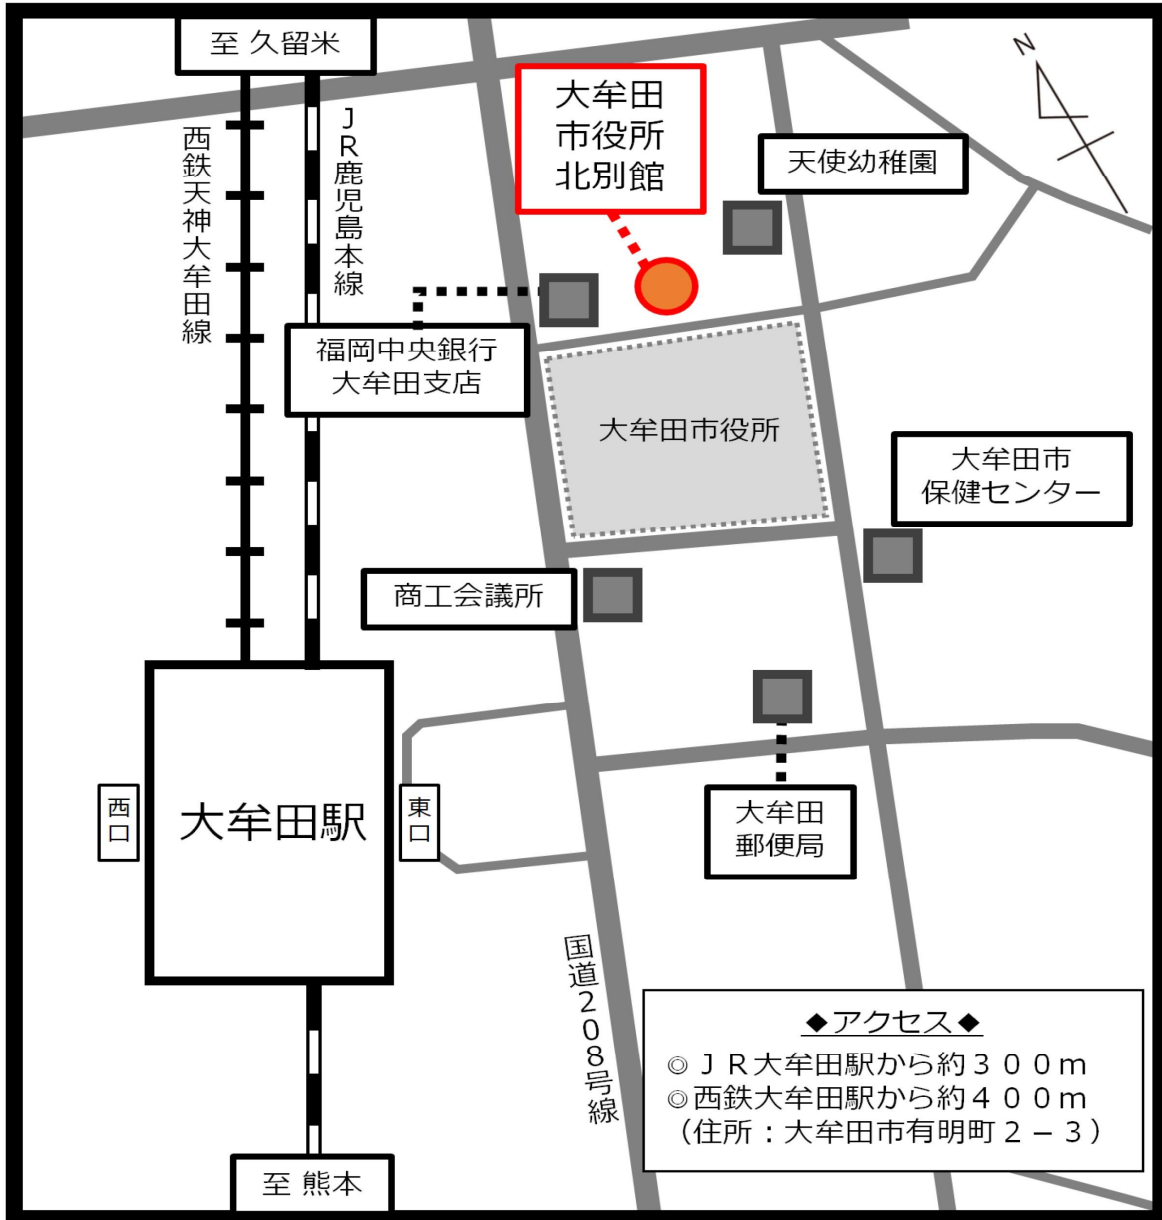 至 久留米
N
大牟田
市役所
北別館
天使幼稚園
西鉄天神大牟田線
ＪＲ鹿児島本線
福岡中央銀行
大牟田支店
大牟田市役所
大牟田市
保健センター
商工会議所
西口
大牟田駅
東口
大牟田
郵便局
国道２０８号線
◆アクセス◆
◎ＪＲ大牟田駅から約３００ｍ
◎西鉄大牟田駅から約４００ｍ
（住所：大牟田市有明町２－３）
至 熊本